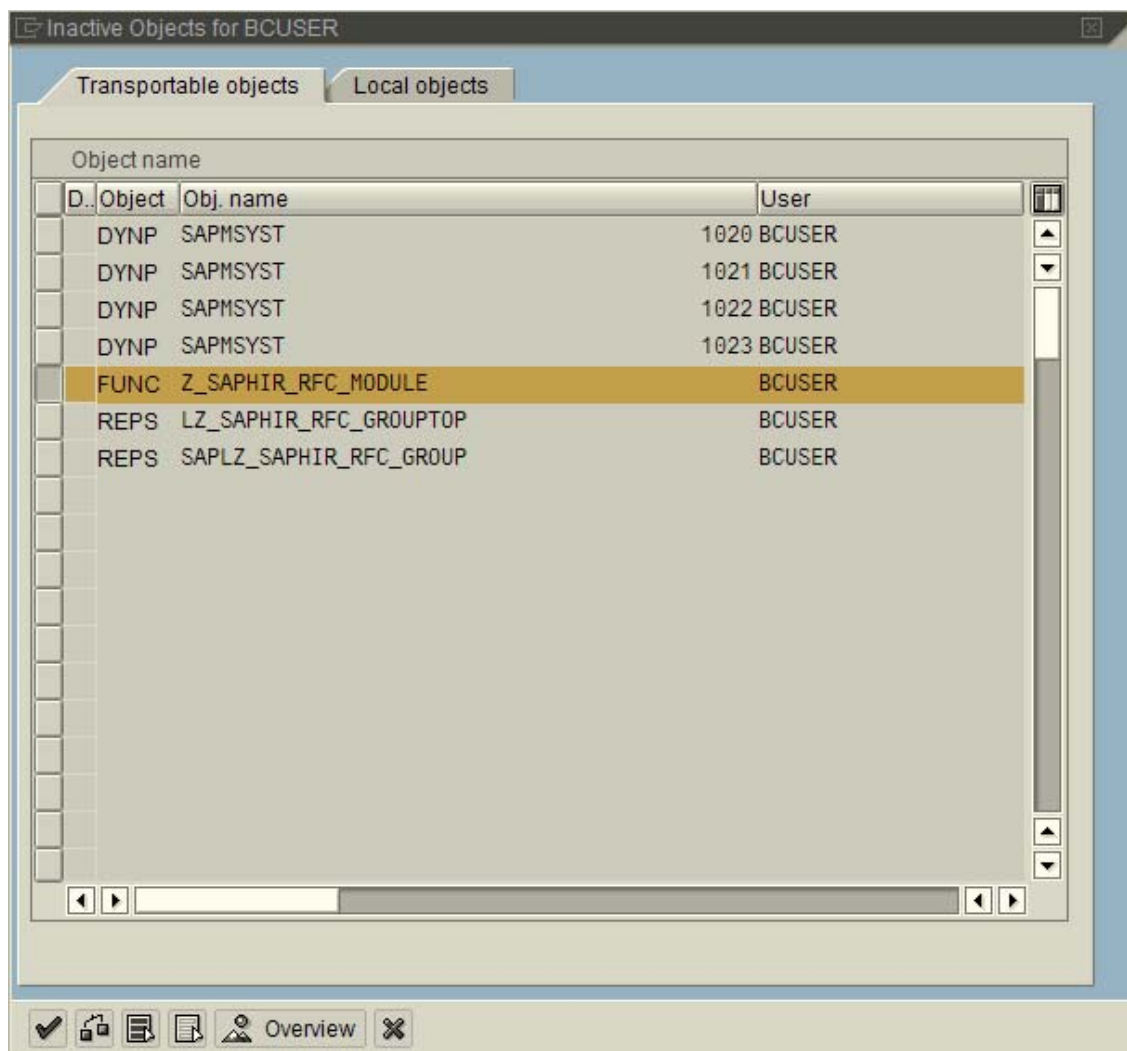 Inactive Objects for BCUSER
Transportable objects Local objects
Object name
D.. Object Obj. name User
DYNP SAPMSYST 1020 BCUSER
DYNP SAPMSYST 1021 BCUSER
DYNP SAPMSYST 1022 BCUSER
DYNP SAPMSYST 1023 BCUSER
FUNC Z_SAPHIR_RFC_MODULE BCUSER
REPS LZ_SAPHIR_RFC_GROUPTOP BCUSER
REPS SAPLZ_SAPHIR_RFC_GROUP BCUSER
Overview